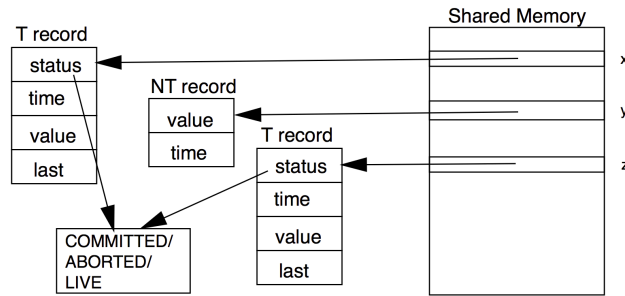 Shared Memory
T record
status
time
value
last
NT record
value
time
T record
status
time
value
last
x
y
z
COMMITTED/
ABORTED/
LIVE